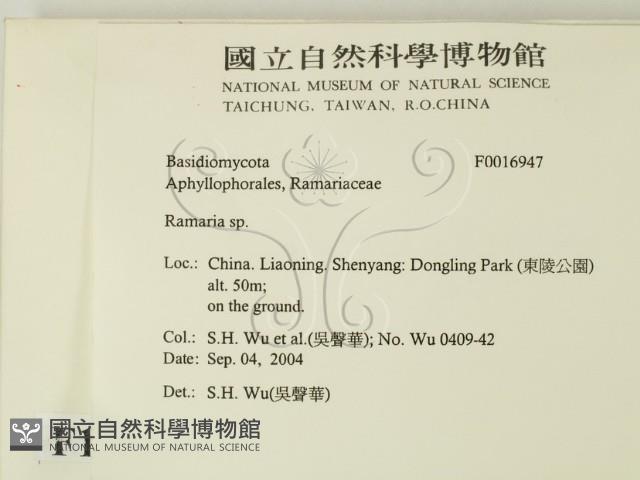 國立自然科學博物館
NATIONAL MUSEUM OF NATURAL SCIENCE
TAICHUNG, TAIWAN, R.O.CHINA
Basidiomycota F0016947
Aphyllophorales, Ramariaceae
Ramaria sp.
Loc.: China. Liaoning. Shenyang: Dongling Park (東陵公園)
alt. 50m;
on the ground.
Col.: S.H. Wu et al.(吳聲華); No. Wu 0409-42
Date: Sep. 04, 2004
Det.: S.H. Wu(吳聲華)
國立自然科學博物館
NATIONAL MUSEUM OF NATURAL SCIENCE